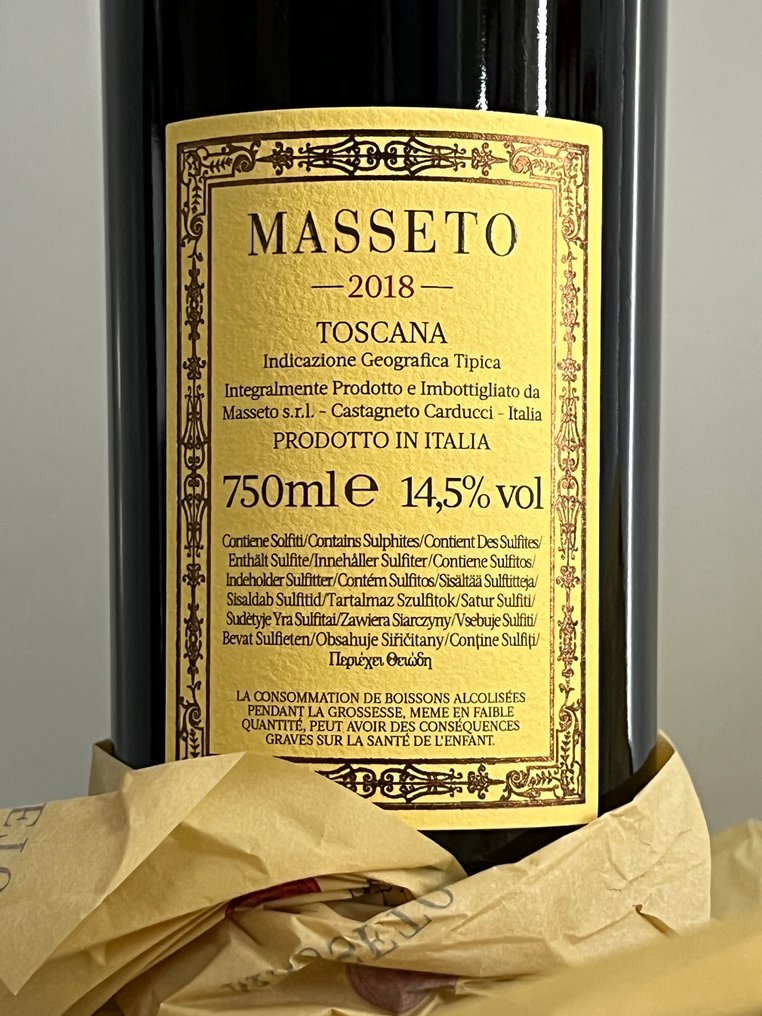 MASSETO
—2018—
TOSCANA
Indicazione Geografica Tipica
Integralmente Prodotto e Imbottigliato da
Masseto s.r.l. - Castagneto Carducci - Italia
PRODOTTO IN ITALIA
750ml e 14,5% vol
Contiene Solfiti/Contains Sulphites/Contient Des Sulfites/
Enthält Sulfite/Innehåller Sulfiter/Contiene Sulfitos/
Indeholder Sulfitter/Contém Sulfitos/Sisältää Sulfiitteja/
Sisaldab Sulfitid/Tartalmaz Szulfitok/Satur Sulfiti/
Sudėtyje Yra Sulfitai/Zawiera Siarczyny/Vsebuje Sulfiti/
Bevat Sulfieten/Obsahuje Siřičitany/Conține Sulfiți/
Περιέχει Θειώδη
LA CONSOMMATION DE BOISSONS ALCOLISÉES
PENDANT LA GROSSESSE, MEME EN FAIBLE
QUANTITÉ, PEUT AVOIR DES CONSÉQUENCES
GRAVES SUR LA SANTÉ DE L'ENFANT.
MASSETO